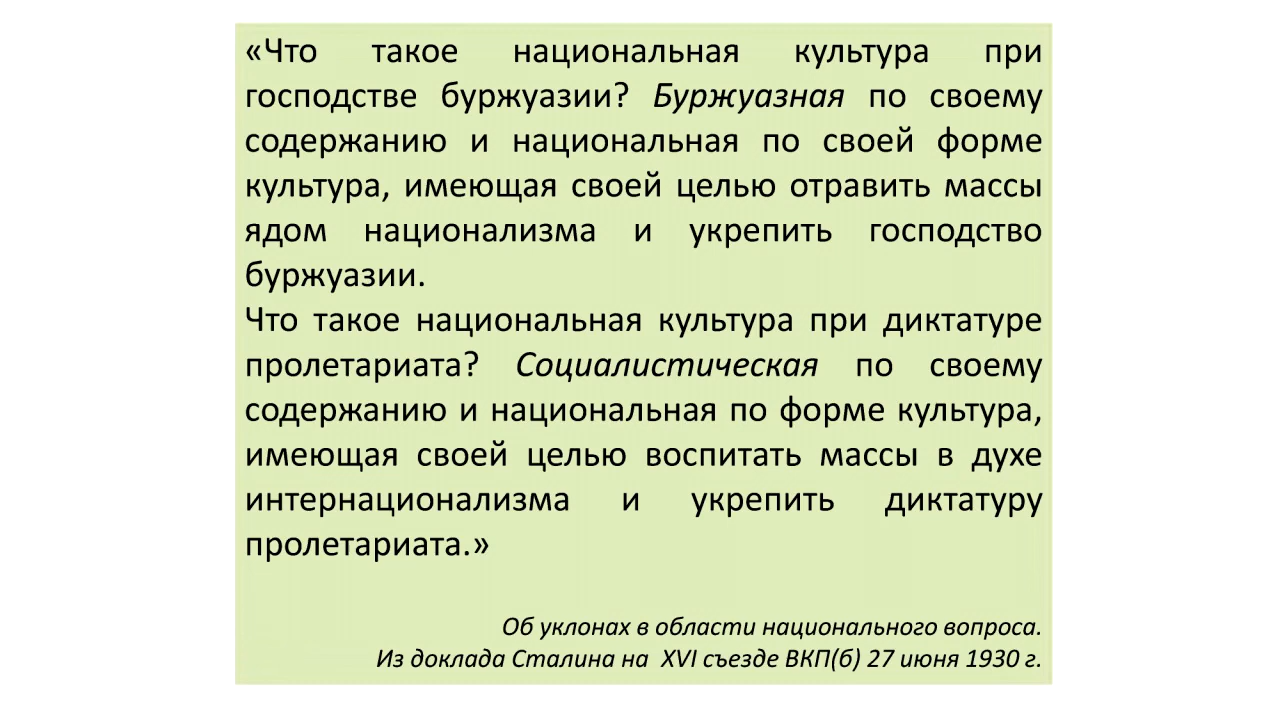 «Что такое национальная культура при
господстве буржуазии? Буржуазная по своему
содержанию и национальная по своей форме
культура, имеющая своей целью отравить массы
ядом национализма и укрепить господство
буржуазии.
Что такое национальная культура при диктатуре
пролетариата? Социалистическая по своему
содержанию и национальная по форме культура,
имеющая своей целью воспитать массы в духе
интернационализма и укрепить диктатуру
пролетариата.»
Об уклонах в области национального вопроса.
Из доклада Сталина на XVI съезде ВКП(б) 27 июня 1930 г.